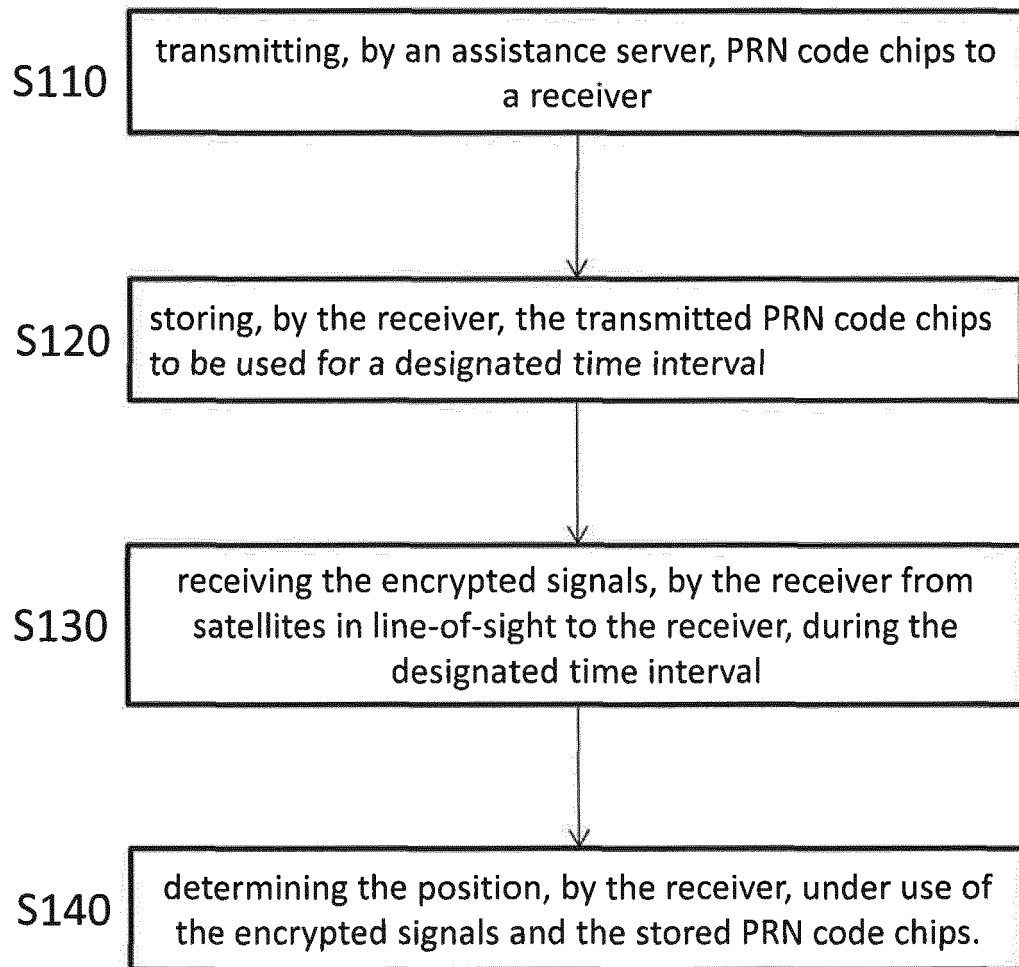 S110
transmitting, by an assistance server, PRN code chips to
a receiver
S120
storing, by the receiver, the transmitted PRN code chips
to be used for a designated time interval
S130
receiving the encrypted signals, by the receiver from
satellites in line-of-sight to the receiver, during the
designated time interval
S140
determining the position, by the receiver, under use of
the encrypted signals and the stored PRN code chips.